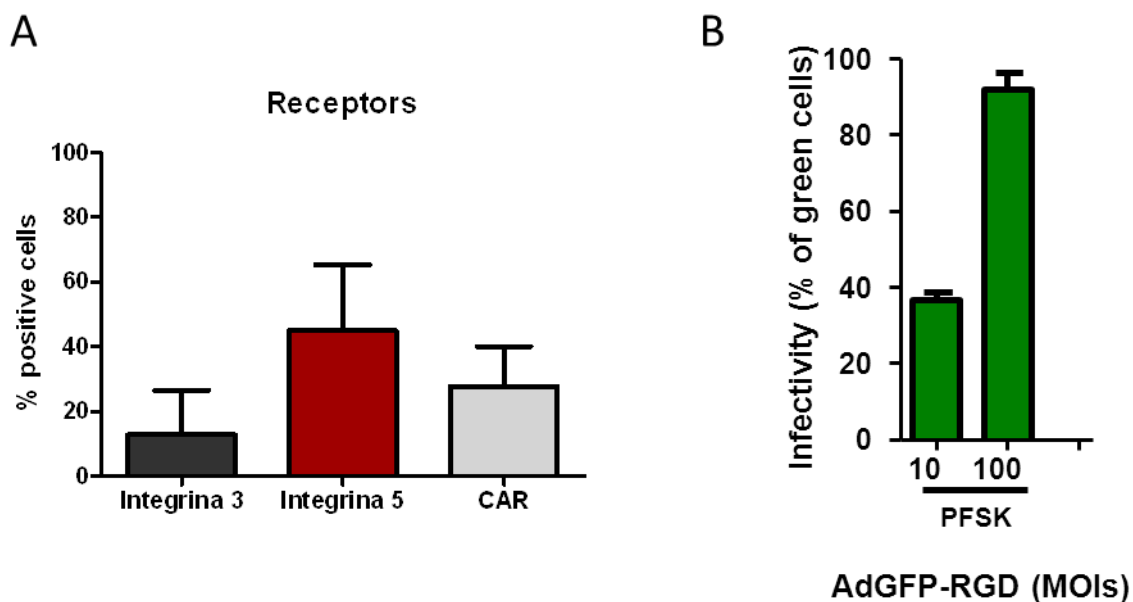 A
Receptors
% positive cells
100
80
60
40
20
0
Integrina 3 Integrina 5 CAR
B
Infectivity (% of green cells)
100
80
60
40
20
0
10 100
PFSK
AdGFP-RGD (MOIs)